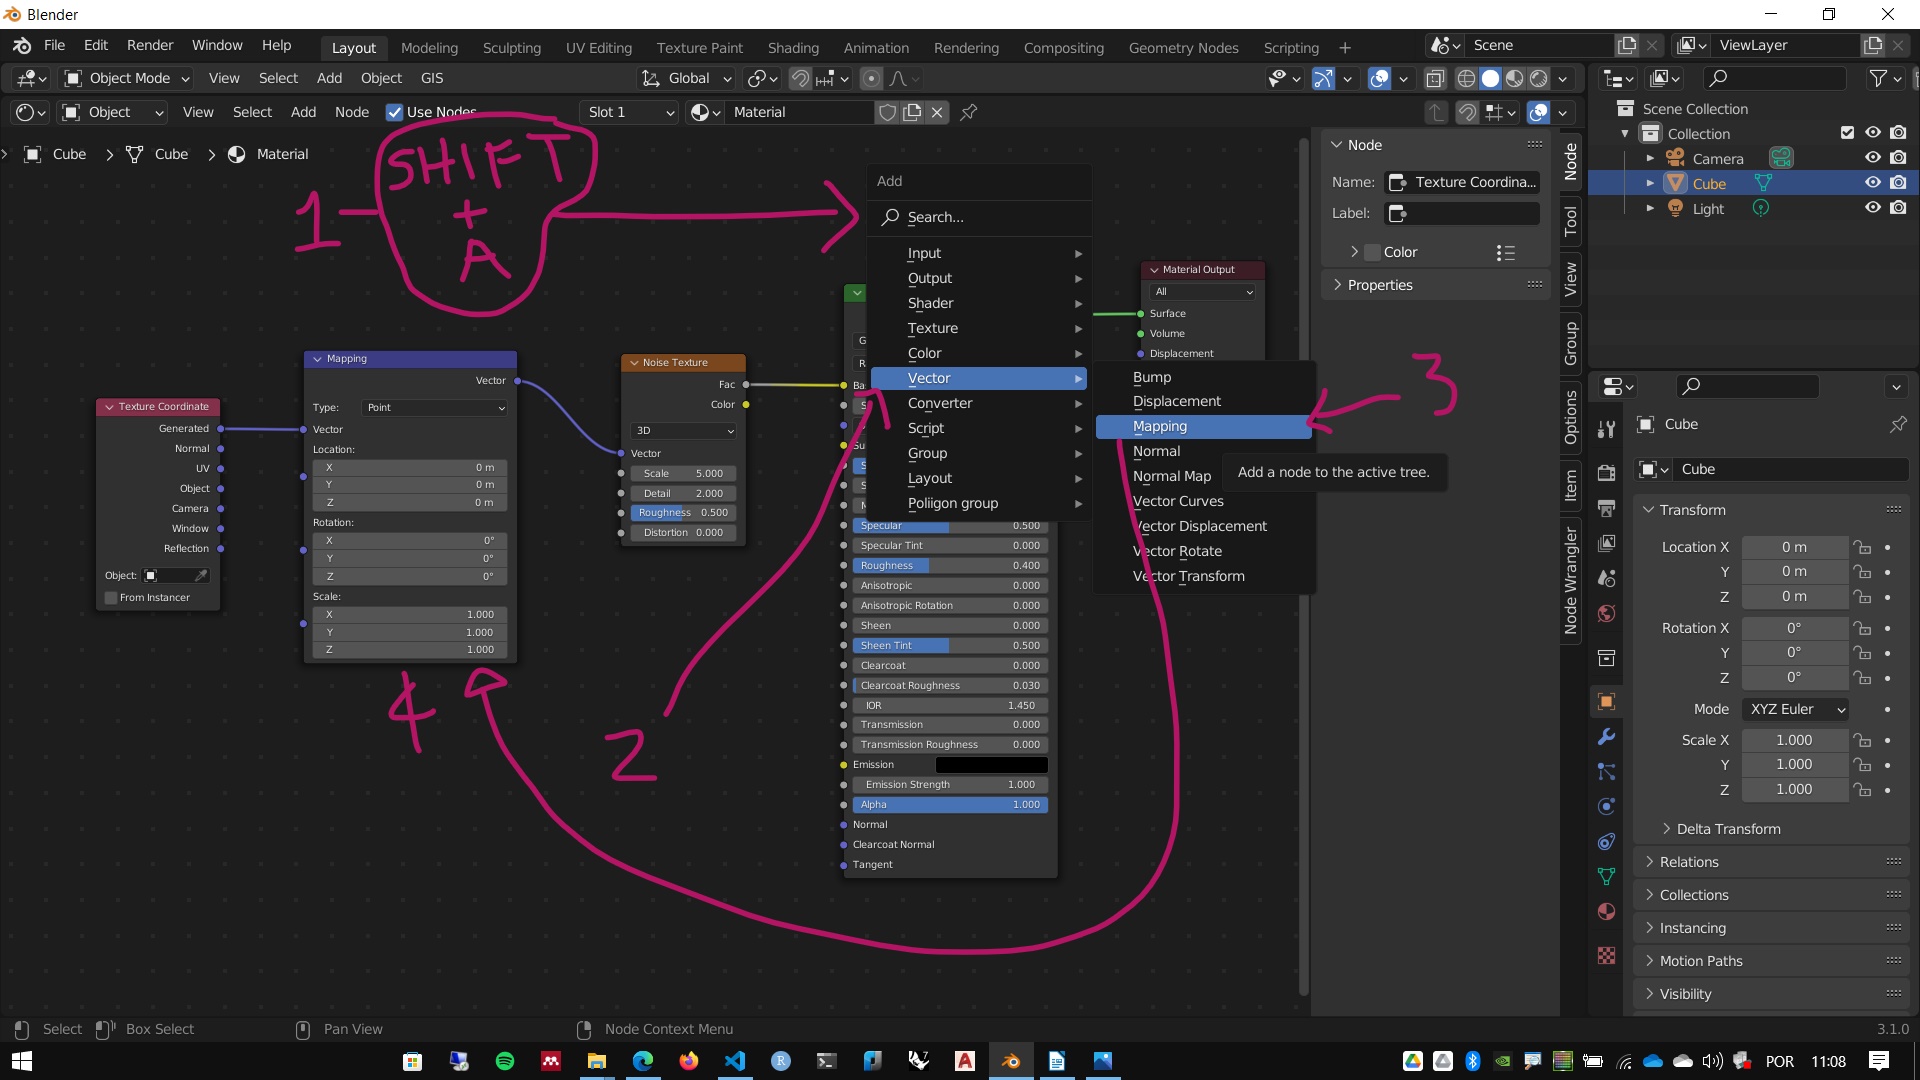 Blender
File Edit Render Window Help Layout Modeling Sculpting UV Editing Texture Paint Shading Animation Rendering Compositing Geometry Nodes Scripting + Scene ViewLayer
Object Mode View Select Add Object GIS Global
Object View Select Add Node Use Nodes Slot 1 Material
Cube > Cube > Material
1 SHIFT
+
A
Add
Search...
Input
Output
Shader
Texture
Color
Vector
Converter
Script
Group
Layout
Poliigon group
Bump
Displacement
Mapping
Normal
Normal Map
Vector Curves
Vector Displacement
Vector Rotate
Vector Transform
Add a node to the active tree.
2
3
4
Texture Coordinate
Generated
Normal
UV
Object
Camera
Window
Reflection
Object:
From Instancer
Mapping
Vector
Type: Point
Vector
Location:
X 0 m
Y 0 m
Z 0 m
Rotation:
X 0°
Y 0°
Z 0°
Scale:
X 1.000
Y 1.000
Z 1.000
Noise Texture
Fac
Color
3D
Vector
Scale 5.000
Detail 2.000
Roughness 0.500
Distortion 0.000
Specular 0.500
Specular Tint 0.000
Roughness 0.400
Anisotropic 0.000
Anisotropic Rotation 0.000
Sheen 0.000
Sheen Tint 0.500
Clearcoat 0.000
Clearcoat Roughness 0.030
IOR 1.450
Transmission 0.000
Transmission Roughness 0.000
Emission
Emission Strength 1.000
Alpha 1.000
Normal
Clearcoat Normal
Tangent
Material Output
All
Surface
Volume
Displacement
Node
Name: Texture Coordina...
Label:
Color
Properties
Node
Tool
View
Group
Options
Item
Node Wrangler
Scene Collection
Collection
Camera
Cube
Light
Cube
Cube
Transform
Location X 0 m
Y 0 m
Z 0 m
Rotation X 0°
Y 0°
Z 0°
Mode XYZ Euler
Scale X 1.000
Y 1.000
Z 1.000
Delta Transform
Relations
Collections
Instancing
Motion Paths
Visibility
Select Box Select Pan View Node Context Menu 3.1.0
POR 11:08